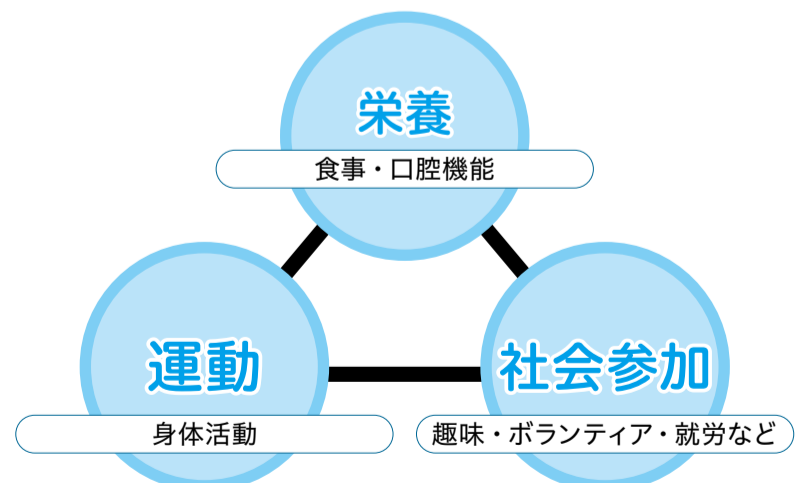 栄養
食事・口腔機能
運動
身体活動
社会参加
趣味・ボランティア・就労など